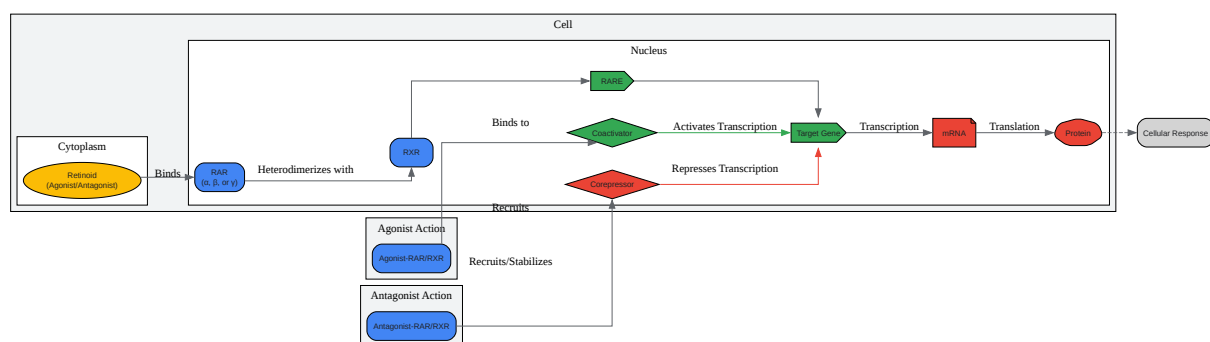 Cell
Nucleus
RARE
Binds to
Coactivator
Activates Transcription
Target Gene
Transcription
mRNA
Translation
Protein
Cellular Response
Cytoplasm
Retinoid
(Agonist/Antagonist)
Binds
RAR
(α, β, or γ)
Heterodimerizes with
RXR
Represses Transcription
Corepressor
Recruits
Agonist Action
Agonist-RAR/RXR
Recruits/Stabilizes
Antagonist Action
Antagonist-RAR/RXR